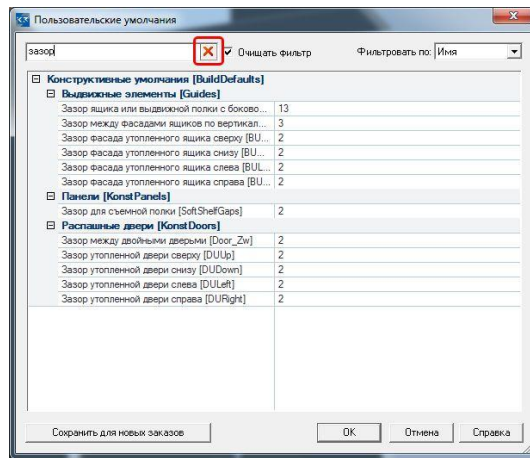 Пользовательские умолчания
зазор
Очищать фильтр
Фильтровать по: Имя
Конструктивные умолчания [BuildDefaults]
Выдвижные элементы [Guides]
Зазор ящика или выдвижной полки с боково... 13
Зазор между фасадами ящиков по вертикал... 3
Зазор фасада утопленного ящика сверху [BU... 2
Зазор фасада утопленного ящика снизу [BU... 2
Зазор фасада утопленного ящика слева [BUL... 2
Зазор фасада утопленного ящика справа [BU... 2
Панели [KonstPanels]
Зазор для съемной полки [SoftShelfGaps] 2
Распашные двери [KonstDoors]
Зазор между двойными дверьми [Door_Zw] 2
Зазор утопленной двери сверху [DUUp] 2
Зазор утопленной двери снизу [DUDown] 2
Зазор утопленной двери слева [DULeft] 2
Зазор утопленной двери справа [DURight] 2
Сохранить для новых заказов
OK
Отмена
Справка